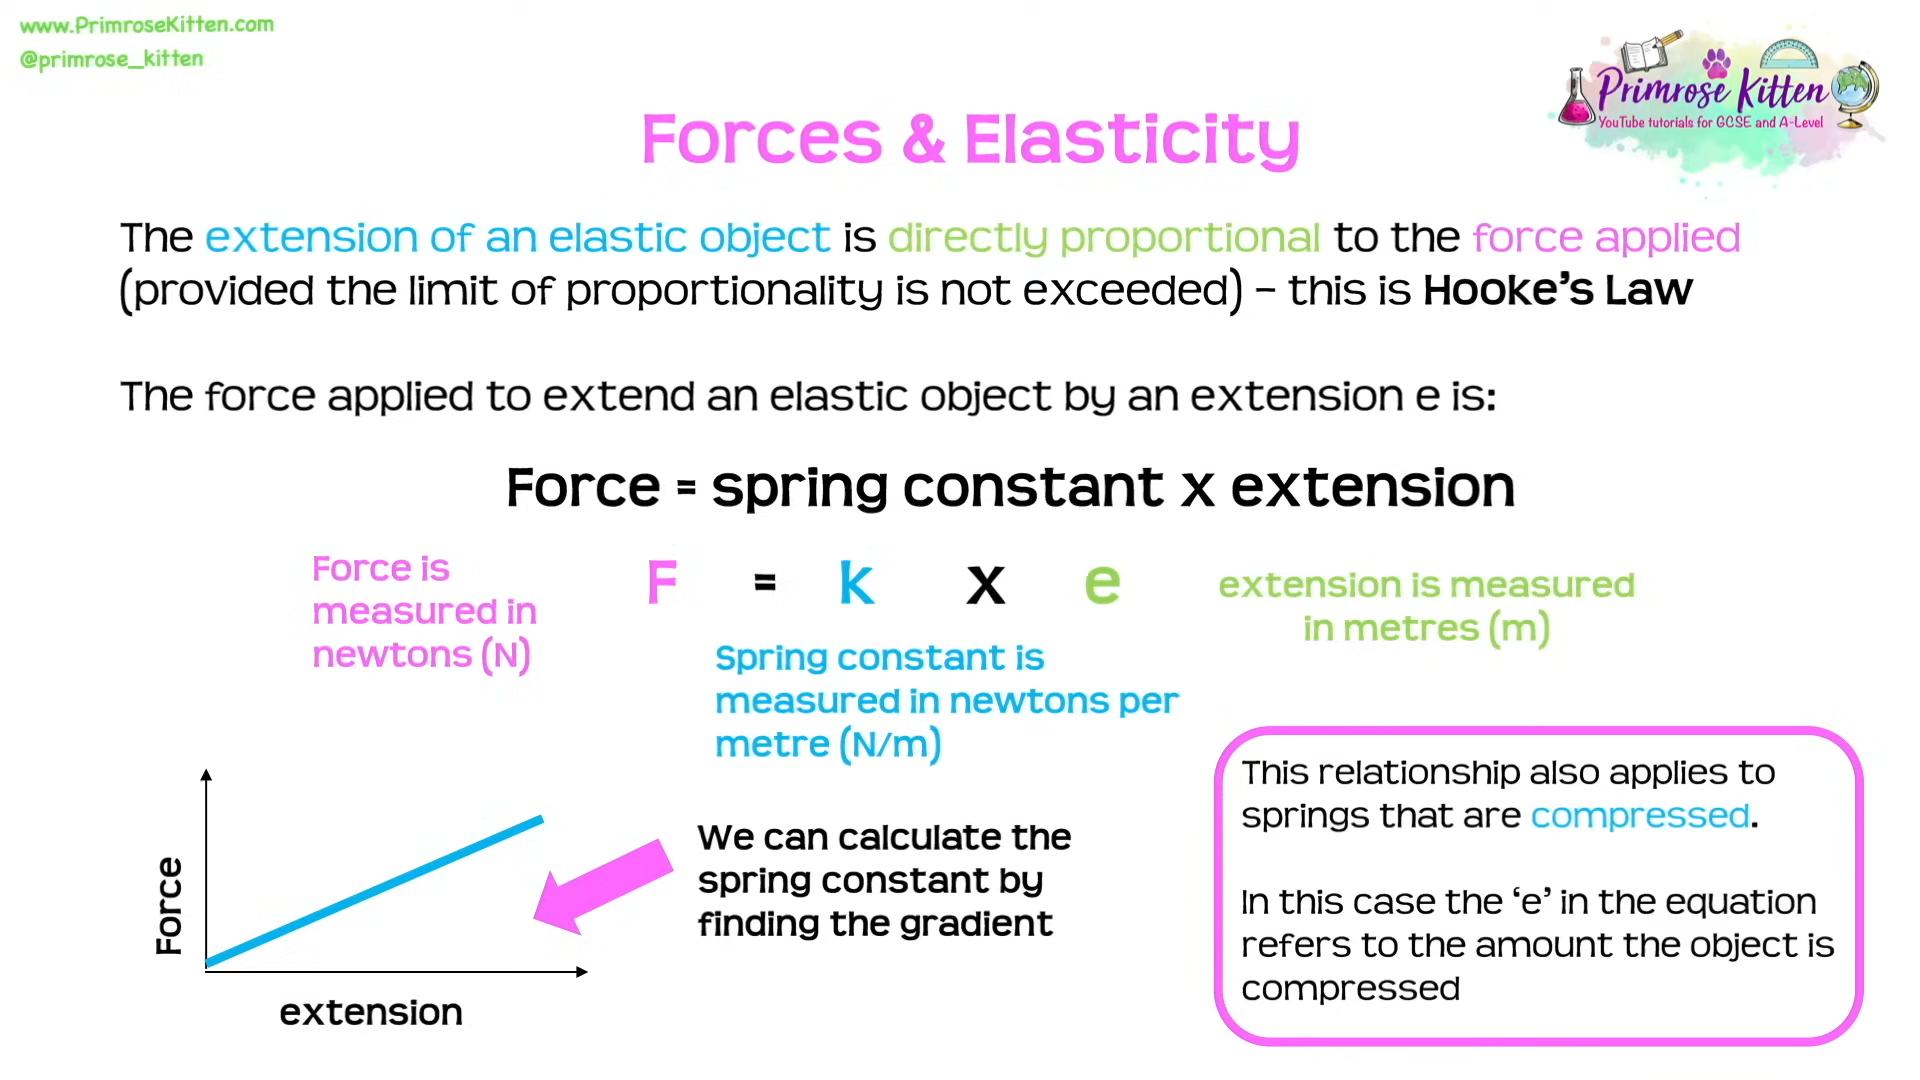 www.PrimroseKitten.com
@primrose_kitten
Primrose Kitten
YouTube tutorials for GCSE and A-Level
Forces & Elasticity
The extension of an elastic object is directly proportional to the force applied
(provided the limit of proportionality is not exceeded) – this is Hooke’s Law
The force applied to extend an elastic object by an extension e is:
Force = spring constant x extension
Force is
measured in
newtons (N)
F = k x e
extension is measured
in metres (m)
Spring constant is
measured in newtons per
metre (N/m)
Force
extension
We can calculate the
spring constant by
finding the gradient
This relationship also applies to
springs that are compressed.
In this case the ‘e’ in the equation
refers to the amount the object is
compressed